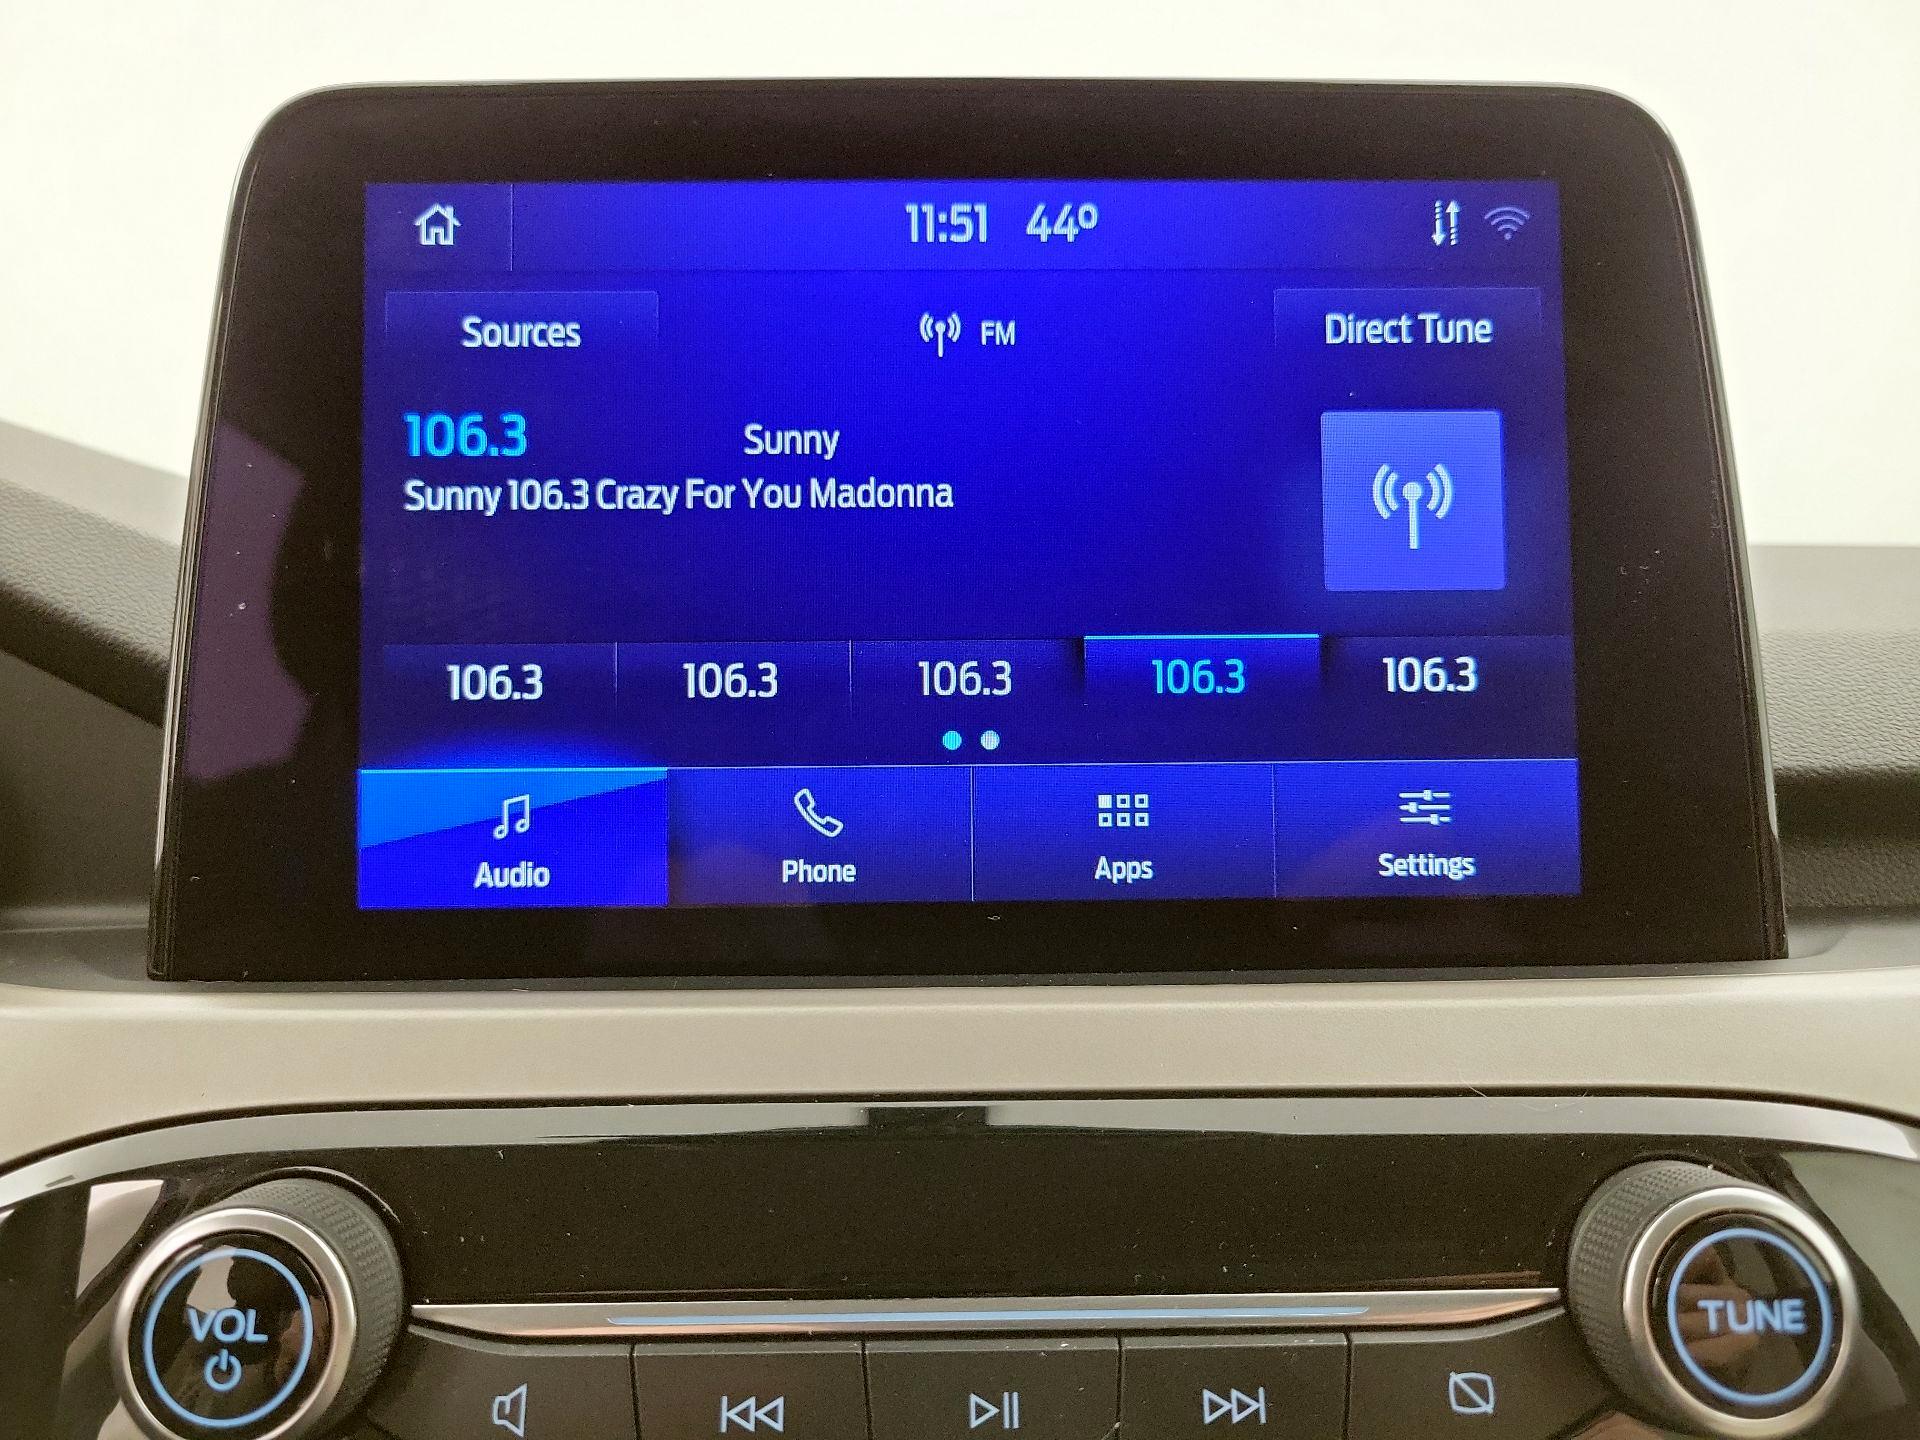 11:51 44º
Sources FM Direct Tune
106.3 Sunny
Sunny 106.3 Crazy For You Madonna
106.3 106.3 106.3 106.3 106.3
Audio Phone Apps Settings
VOL TUNE